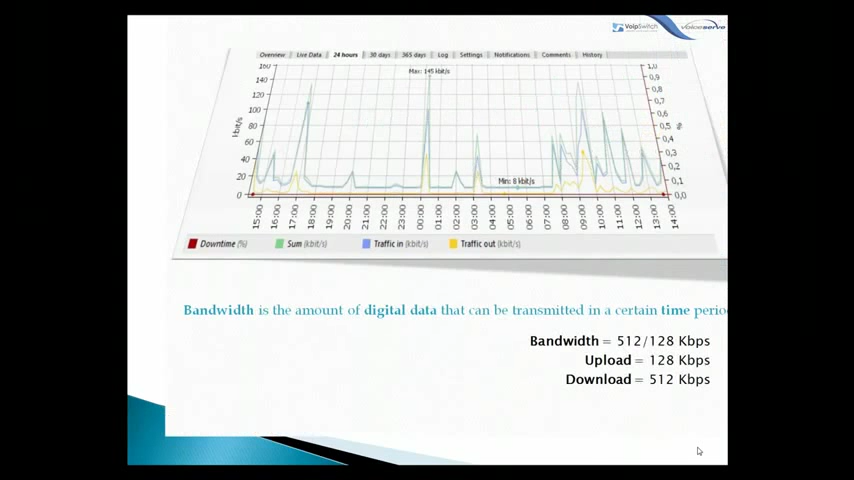 VoipSwitch voiceserve
Overview Live Data 24 hours 30 days 365 days Log Settings Notifications Comments History
Max: 145 kbit/s
160
140
120
100
80
60
40
20
0
kbit/s
1,0
0,9
0,8
0,7
0,6
0,5
0,4
0,3
0,2
0,1
0,0
%
Min: 8 kbit/s
15:00 16:00 17:00 18:00 19:00 20:00 21:00 22:00 23:00 00:00 01:00 02:00 03:00 04:00 05:00 06:00 07:00 08:00 09:00 10:00 11:00 12:00 13:00 14:00
Downtime (%) Sum (kbit/s) Traffic in (kbit/s) Traffic out (kbit/s)
Bandwidth is the amount of digital data that can be transmitted in a certain time perio
Bandwidth = 512/128 Kbps
Upload = 128 Kbps
Download = 512 Kbps